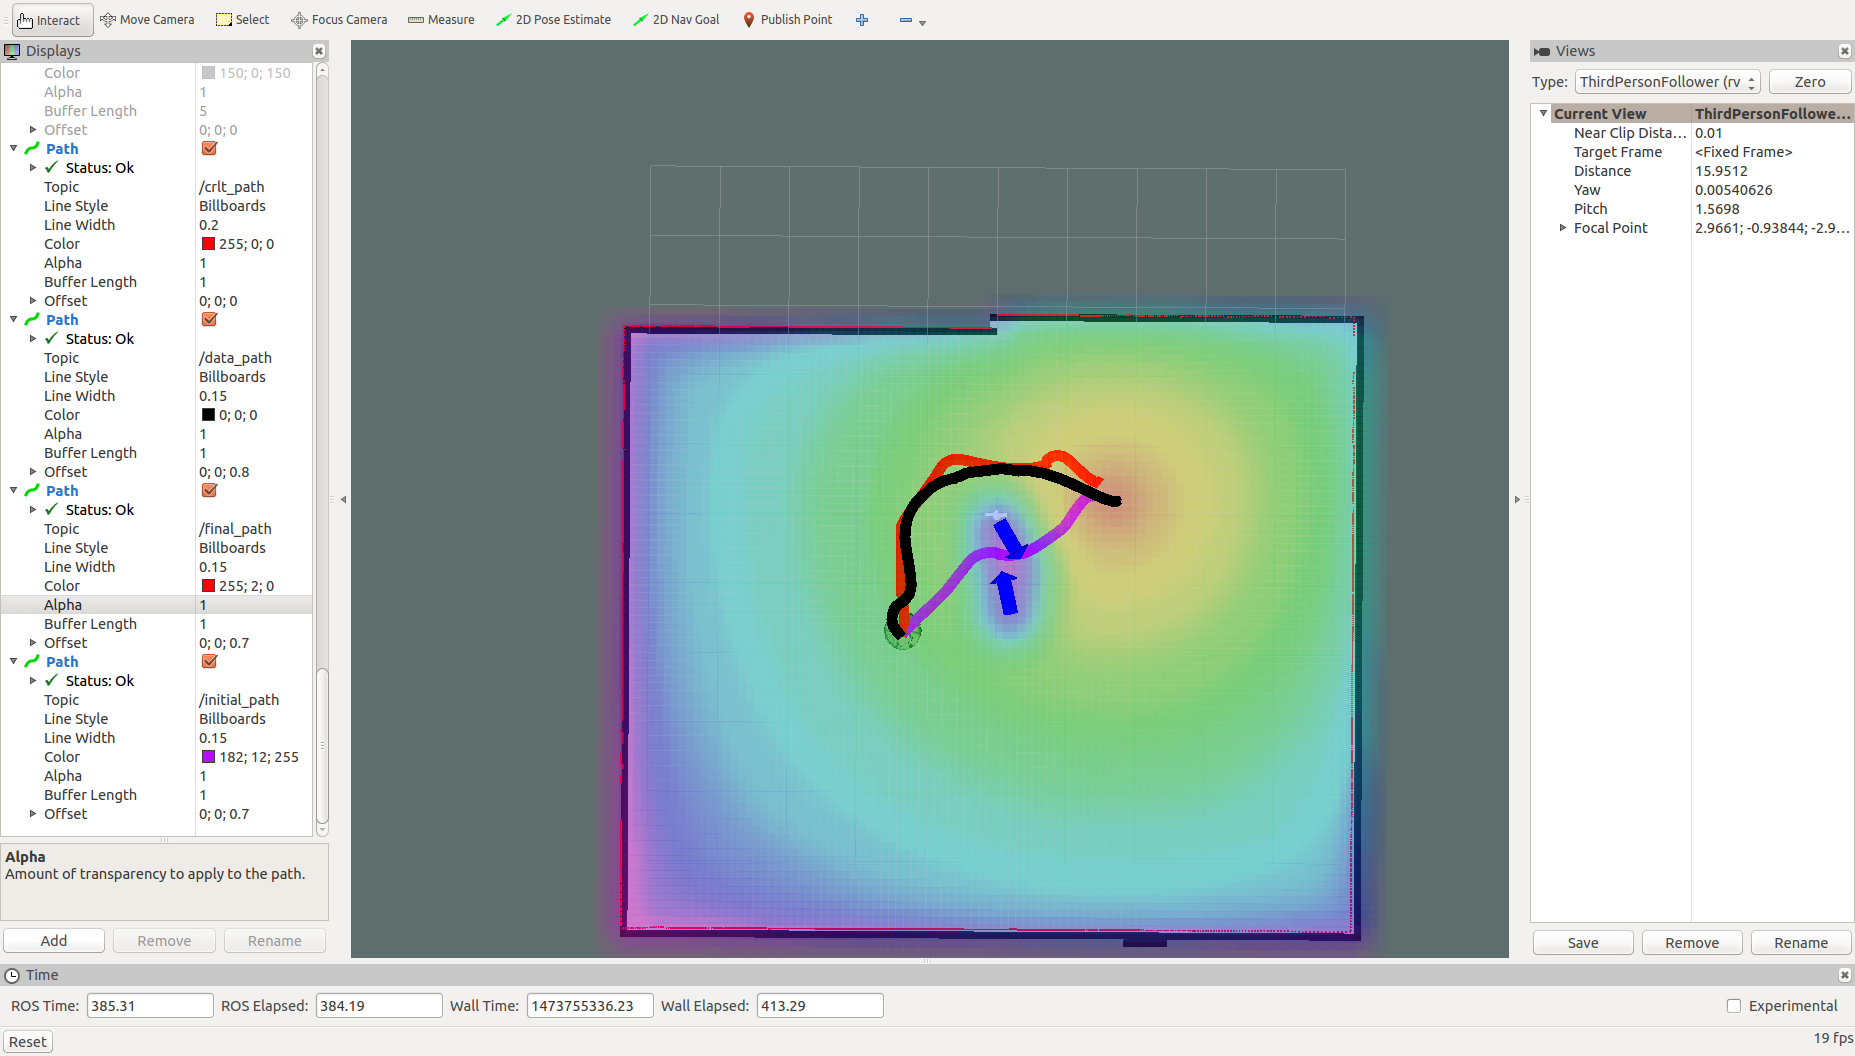 Interact Move Camera Select Focus Camera Measure 2D Pose Estimate 2D Nav Goal Publish Point
Displays
Color 150; 0; 150
Alpha 1
Buffer Length 5
Offset 0; 0; 0
Path
Status: Ok
Topic /crlt_path
Line Style Billboards
Line Width 0.2
Color 255; 0; 0
Alpha 1
Buffer Length 1
Offset 0; 0; 0
Path
Status: Ok
Topic /data_path
Line Style Billboards
Line Width 0.15
Color 0; 0; 0
Alpha 1
Buffer Length 1
Offset 0; 0; 0.8
Path
Status: Ok
Topic /final_path
Line Style Billboards
Line Width 0.15
Color 255; 2; 0
Alpha 1
Buffer Length 1
Offset 0; 0; 0.7
Path
Status: Ok
Topic /initial_path
Line Style Billboards
Line Width 0.15
Color 182; 12; 255
Alpha 1
Buffer Length 1
Offset 0; 0; 0.7
Alpha
Amount of transparency to apply to the path.
Add Remove Rename
Views
Type: ThirdPersonFollower (rv Zero
Current View ThirdPersonFollowe...
Near Clip Dista... 0.01
Target Frame <Fixed Frame>
Distance 15.9512
Yaw 0.00540626
Pitch 1.5698
Focal Point 2.9661; -0.93844; -2.9...
Save Remove Rename
Time
ROS Time: 385.31 ROS Elapsed: 384.19 Wall Time: 1473755336.23 Wall Elapsed: 413.29 Experimental
Reset 19 fps